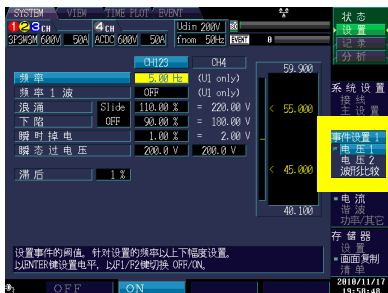 SYSTEM VIEW TIME PLOT EVENT
123CH 4CH Udin 200V
3P3W3M 600V 50A ACDC 600V 50A fnom 50Hz EVENT 0
CH123 CH4
频率 5.00 Hz (U1 only)
频率1波 OFF (U1 only)
浪涌 Slide 110.00 % = 220.00 V
下陷 OFF 90.00 % = 180.00 V
瞬时掉电 1.00 % = 2.00 V
瞬态过电压 200.0 V 200.0 V
滞后 1 %
59.900
< 55.000
< 45.000
40.100
设置事件的阀值。针对设置的频率以上下幅度设置。
以ENTER键设置电平, 以F1/F2键切换 OFF/ON。
OFF ON
状态
设置
记录
分析
系统设置
接线
主设置
事件设置1
电压1
电压2
波形比较
电流
谐波
功率/其它
存储器
设置
画面复制
清单
2010/11/17
19:58:48